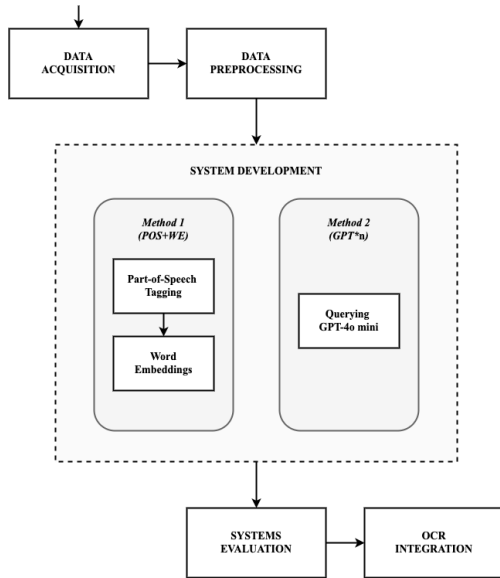 DATA
ACQUISITION
DATA
PREPROCESSING
SYSTEM DEVELOPMENT
Method 1
(POS+WE)
Part-of-Speech
Tagging
Word
Embeddings
Method 2
(GPT*n)
Querying
GPT-4o mini
SYSTEMS
EVALUATION
OCR
INTEGRATION